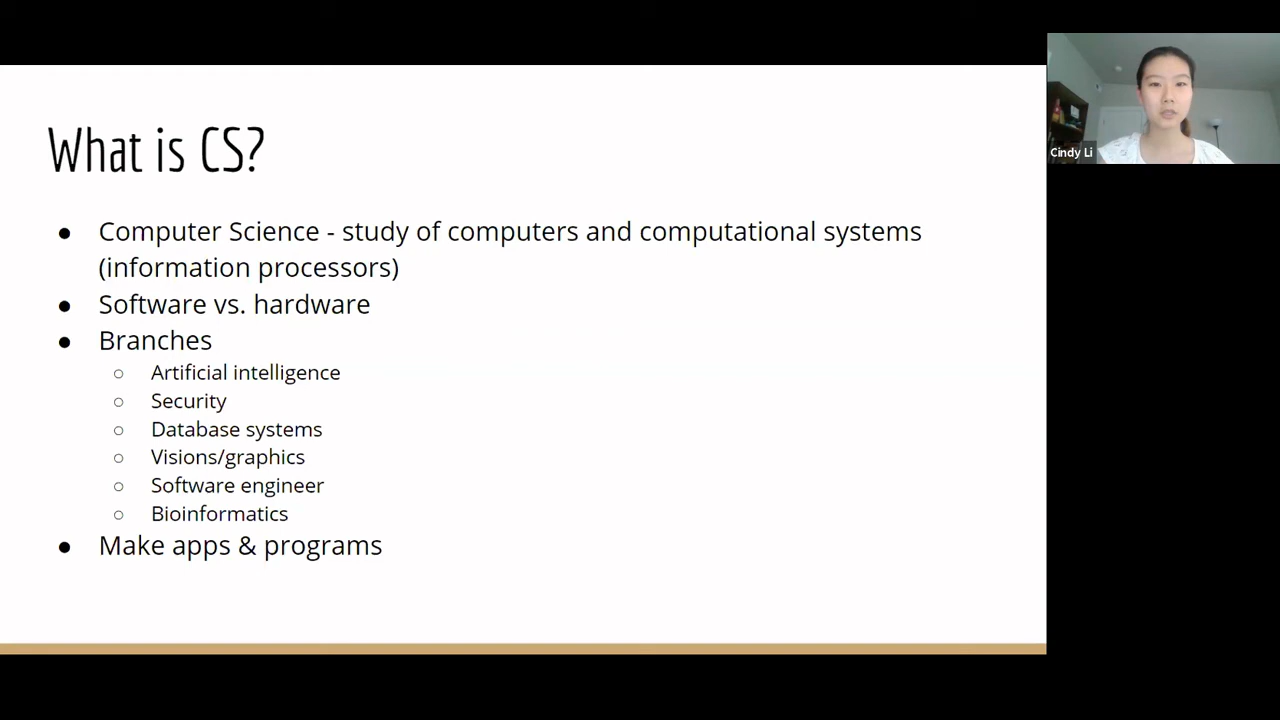 What is CS?
● Computer Science - study of computers and computational systems
(information processors)
● Software vs. hardware
● Branches
○ Artificial intelligence
○ Security
○ Database systems
○ Visions/graphics
○ Software engineer
○ Bioinformatics
● Make apps & programs
Cindy Li